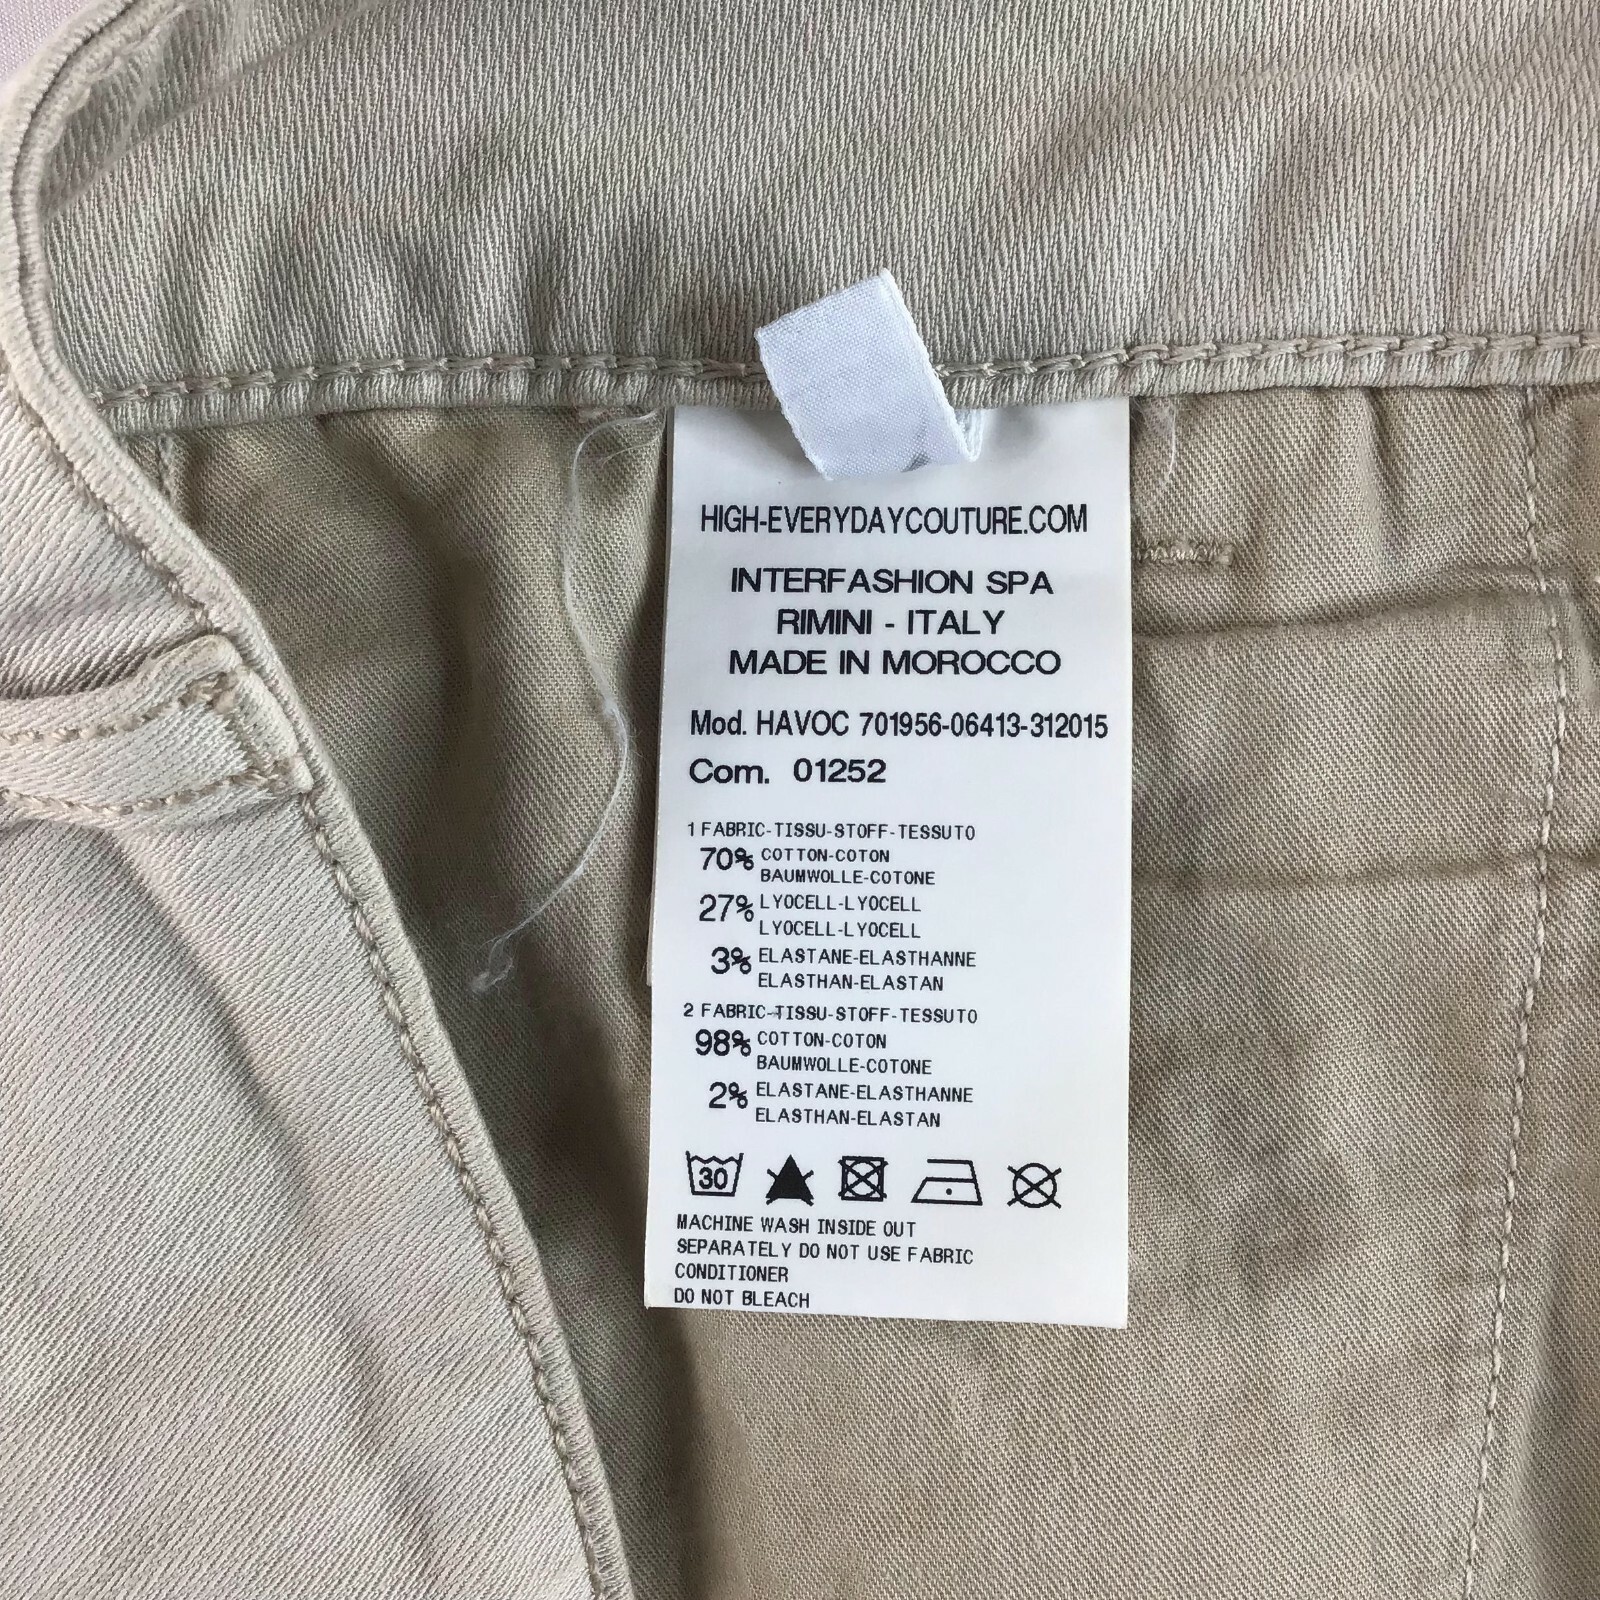 HIGH-EVERYDAYCOUTURE.COM
INTERFASHION SPA
RIMINI - ITALY
MADE IN MOROCCO
Mod. HAVOC 701956-06413-312015
Com. 01252
1 FABRIC-TISSU-STOFF-TESSUTO
70% COTTON-COTON
BAUMWOLLE-COTONE
27% LYOCELL-LYOCELL
LYOCELL-LYOCELL
3% ELASTANE-ELASTHANNE
ELASTHAN-ELASTAN
2 FABRIC-TISSU-STOFF-TESSUTO
98% COTTON-COTON
BAUMWOLLE-COTONE
2% ELASTANE-ELASTHANNE
ELASTHAN-ELASTAN
30
MACHINE WASH INSIDE OUT
SEPARATELY DO NOT USE FABRIC
CONDITIONER
DO NOT BLEACH